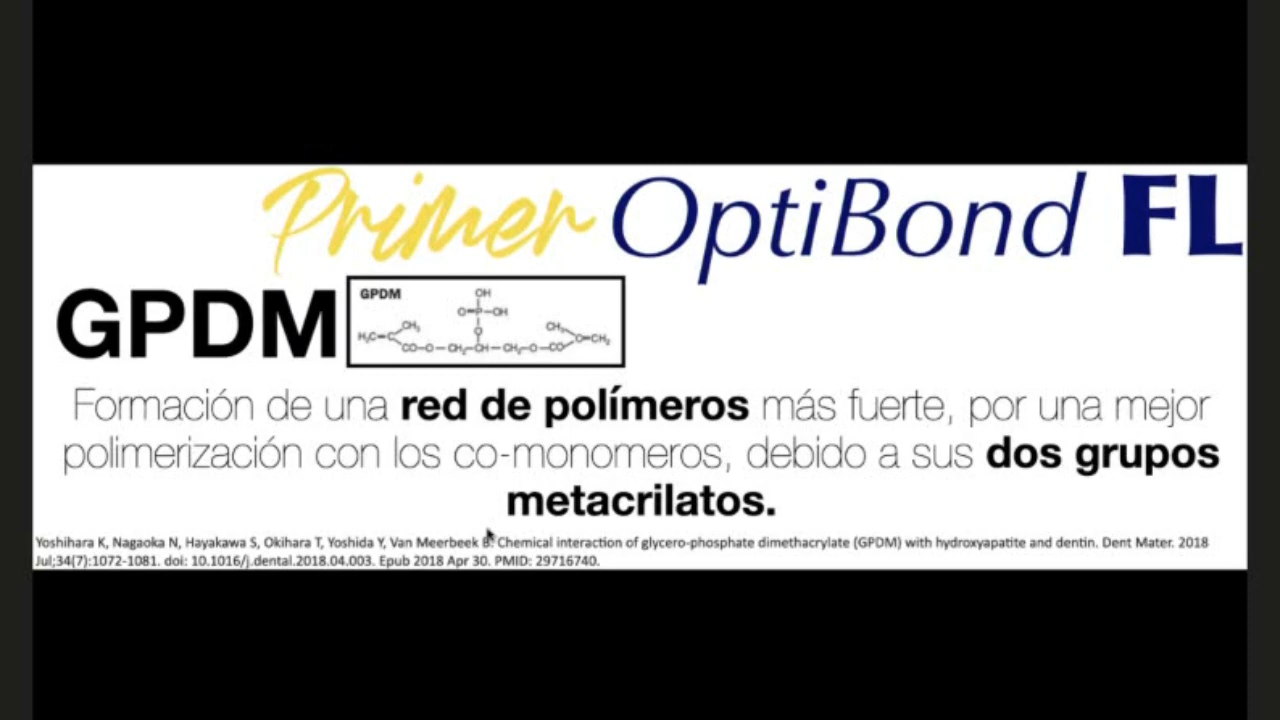 Primer OptiBond FL
GPDM
GPDM
OH
O=P—OH
O
CH₃
CH₃
H₂C=C
C=CH₂
CO—O—CH₂—CH—CH₂—O—CO
Formación de una red de polímeros más fuerte, por una mejor
polimerización con los co-monomeros, debido a sus dos grupos
metacrilatos.
Yoshihara K, Nagaoka N, Hayakawa S, Okihara T, Yoshida Y, Van Meerbeek B. Chemical interaction of glycero-phosphate dimethacrylate (GPDM) with hydroxyapatite and dentin. Dent Mater. 2018
Jul;34(7):1072-1081. doi: 10.1016/j.dental.2018.04.003. Epub 2018 Apr 30. PMID: 29716740.